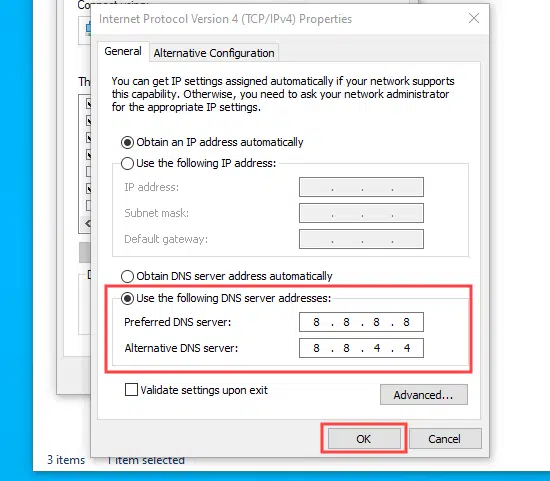 Internet Protocol Version 4 (TCP/IPv4) Properties
General
Alternative Configuration
You can get IP settings assigned automatically if your network supports
this capability. Otherwise, you need to ask your network administrator
for the appropriate IP settings.
Obtain an IP address automatically
Use the following IP address:
IP address:
. . .
Subnet mask:
. . .
Default gateway:
. . .
Obtain DNS server address automatically
Use the following DNS server addresses:
Preferred DNS server:
8 . 8 . 8 . 8
Alternative DNS server:
8 . 8 . 4 . 4
Validate settings upon exit
Advanced...
OK
Cancel
3 items
1 item selected